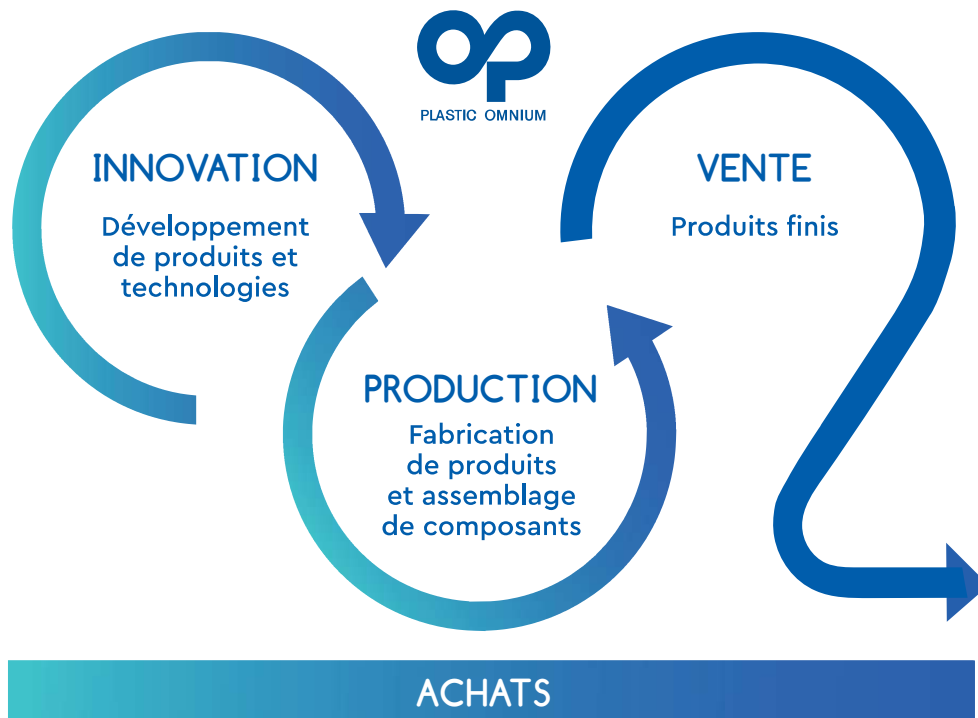 PLASTIC OMNIUM
INNOVATION
Développement
de produits et
technologies
VENTE
Produits finis
PRODUCTION
Fabrication
de produits
et assemblage
de composants
ACHATS